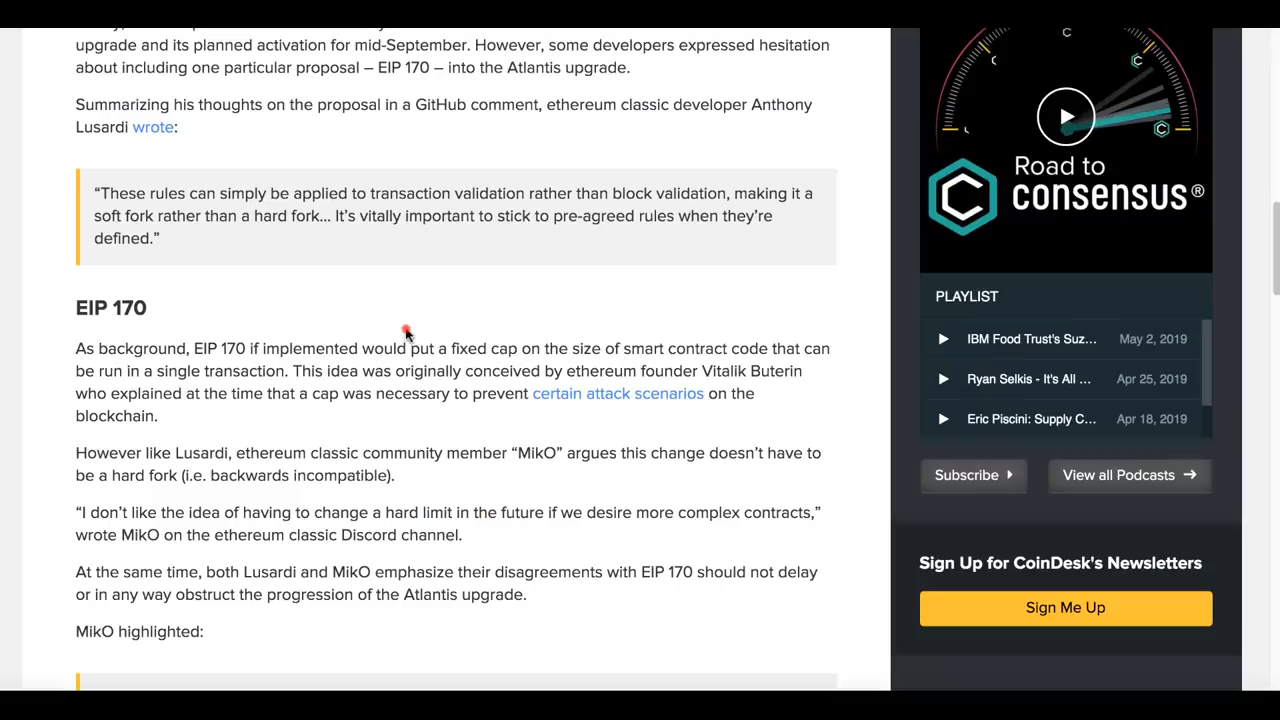 upgrade and its planned activation for mid-September. However, some developers expressed hesitation
about including one particular proposal – EIP 170 – into the Atlantis upgrade.
Summarizing his thoughts on the proposal in a GitHub comment, ethereum classic developer Anthony
Lusardi wrote:
“These rules can simply be applied to transaction validation rather than block validation, making it a
soft fork rather than a hard fork… It’s vitally important to stick to pre-agreed rules when they’re
defined.”
EIP 170
As background, EIP 170 if implemented would put a fixed cap on the size of smart contract code that can
be run in a single transaction. This idea was originally conceived by ethereum founder Vitalik Buterin
who explained at the time that a cap was necessary to prevent certain attack scenarios on the
blockchain.
However like Lusardi, ethereum classic community member “MikO” argues this change doesn’t have to
be a hard fork (i.e. backwards incompatible).
“I don’t like the idea of having to change a hard limit in the future if we desire more complex contracts,”
wrote MikO on the ethereum classic Discord channel.
At the same time, both Lusardi and MikO emphasize their disagreements with EIP 170 should not delay
or in any way obstruct the progression of the Atlantis upgrade.
MikO highlighted:
Road to
consensus®
PLAYLIST
IBM Food Trust's Suz... May 2, 2019
Ryan Selkis - It's All ... Apr 25, 2019
Eric Piscini: Supply C... Apr 18, 2019
Subscribe
View all Podcasts
Sign Up for CoinDesk's Newsletters
Sign Me Up